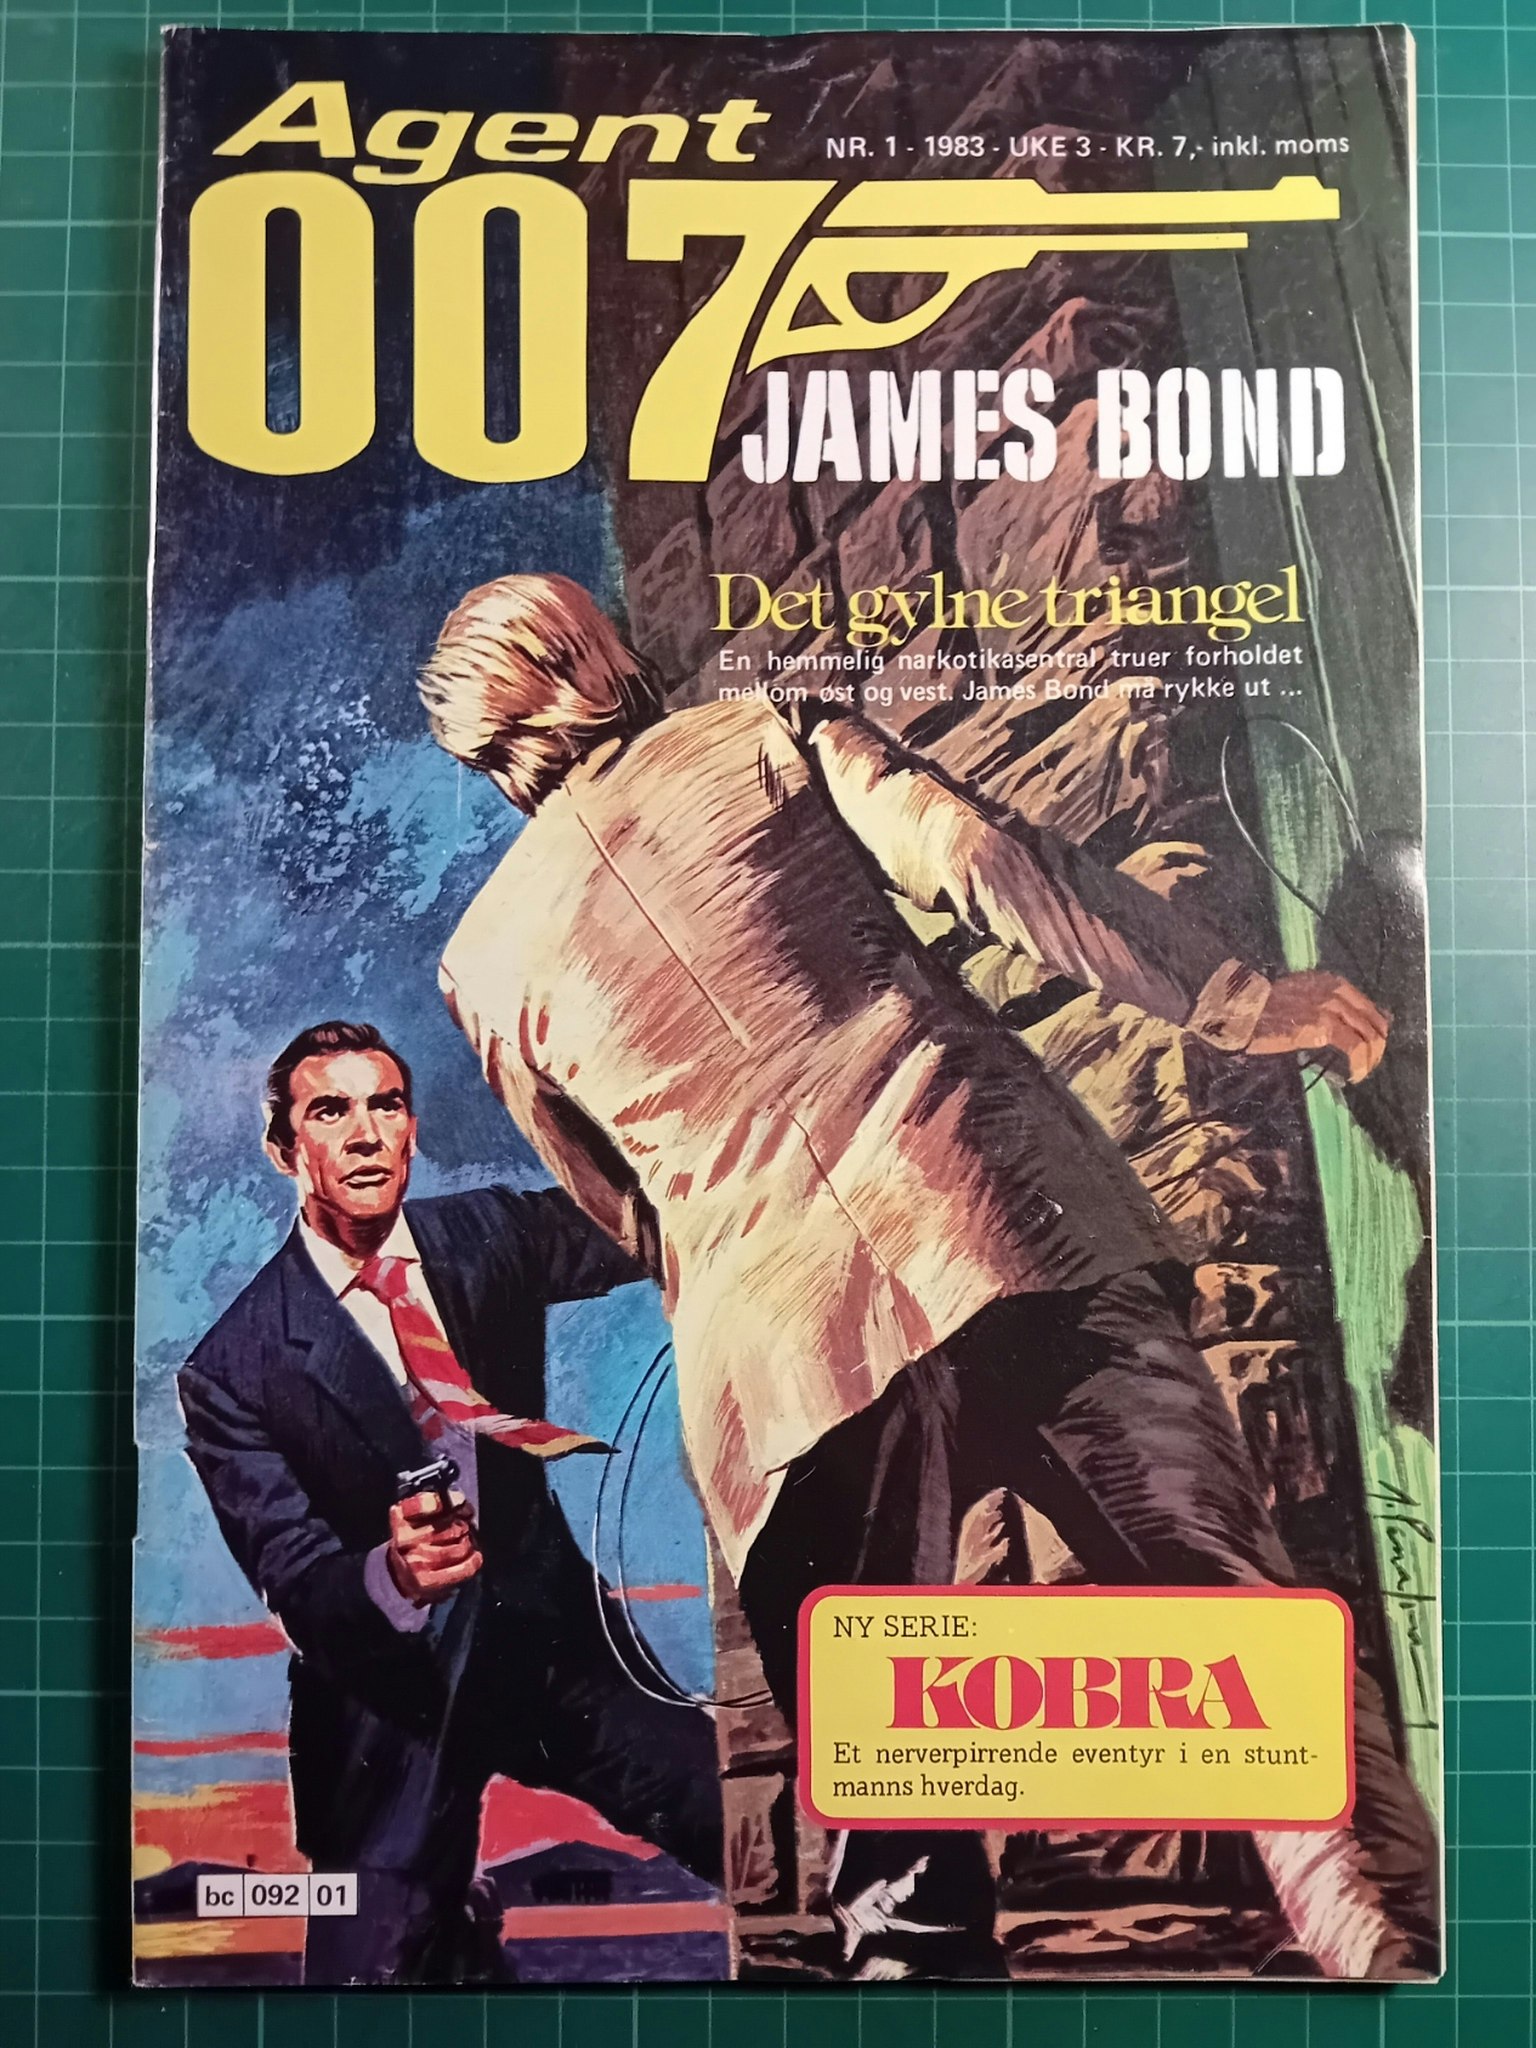 Agent
NR. 1 - 1983 - UKE 3 - KR. 7,- inkl. moms
007
JAMES BOND
Det gylne triangel
En hemmelig narkotikasentral truer forholdet
mellom øst og vest. James Bond må rykke ut ...
NY SERIE:
KOBRA
Et nervepirrende eventyr i en stunt-
manns hverdag.
bc 092 01